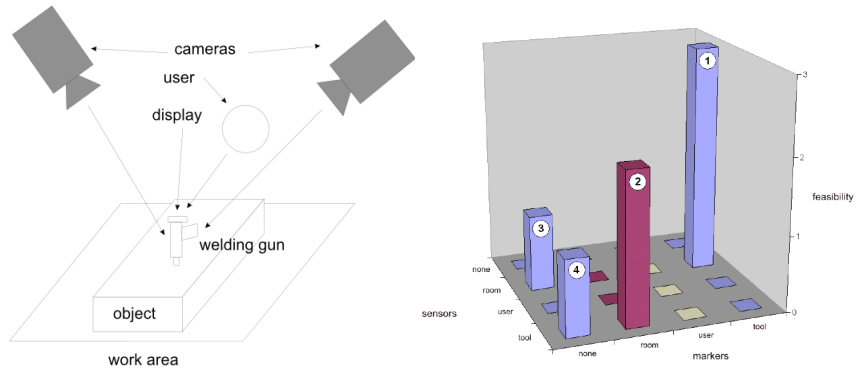 cameras
user
display
welding gun
object
work area
1
2
3
4
3
2
1
0
feasibility
none
room
user
tool
sensors
none
room
user
tool
markers